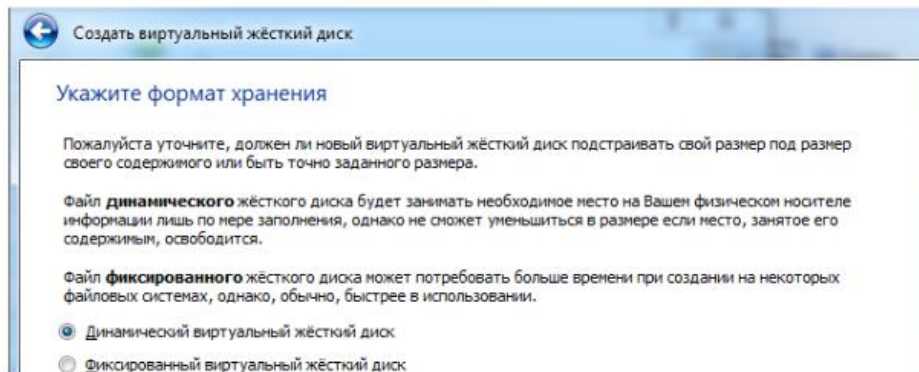 Создать виртуальный жёсткий диск
Укажите формат хранения
Пожалуйста уточните, должен ли новый виртуальный жёсткий диск подстраивать свой размер под размер
своего содержимого или быть точно заданного размера.
Файл динамического жёсткого диска будет занимать необходимое место на Вашем физическом носителе
информации лишь по мере заполнения, однако не сможет уменьшиться в размере если место, занятое его
содержимым, освободится.
Файл фиксированного жёсткого диска может потребовать больше времени при создании на некоторых
файловых системах, однако, обычно, быстрее в использовании.
Динамический виртуальный жёсткий диск
Фиксированный виртуальный жёсткий диск